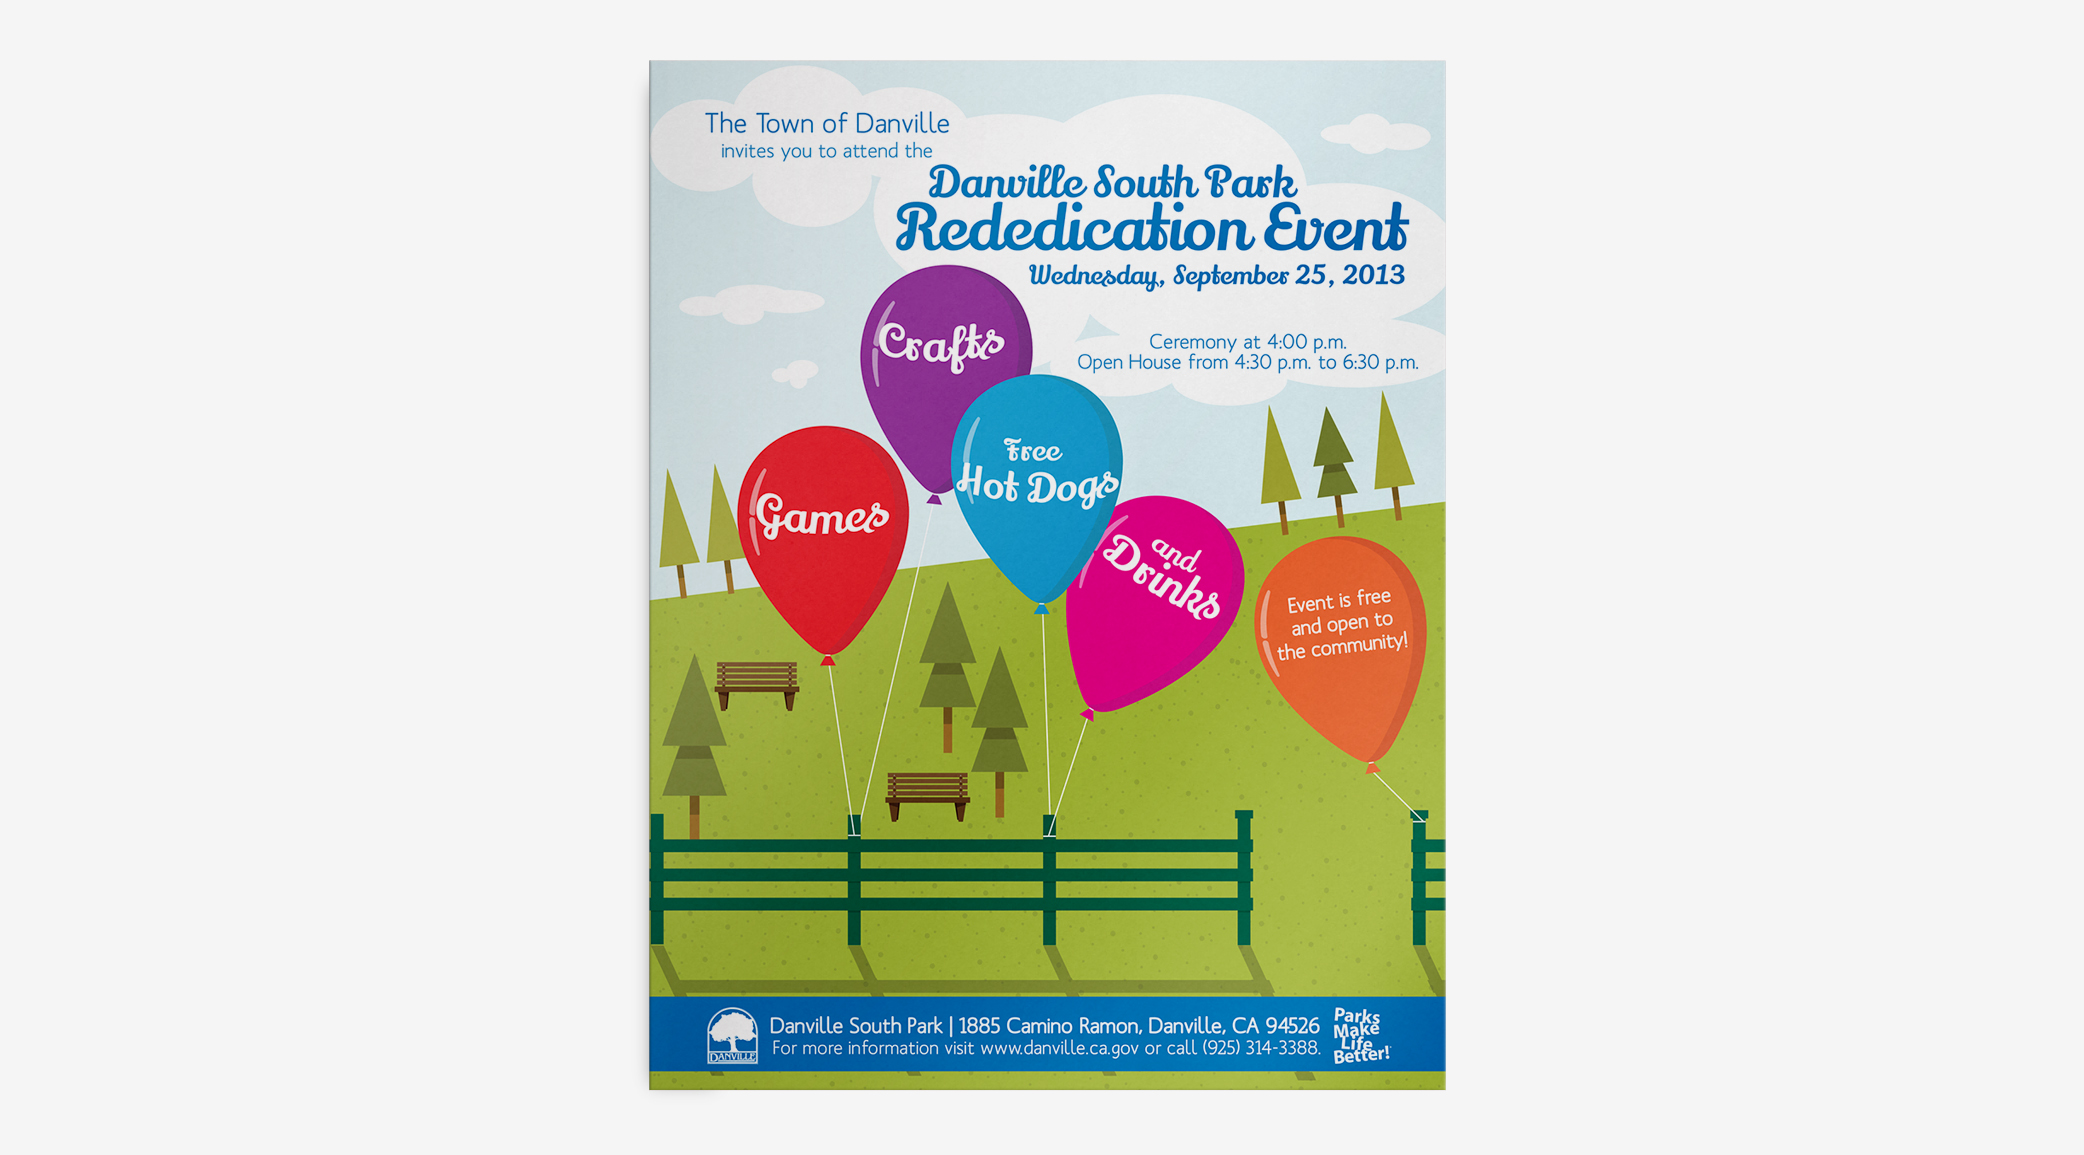 The Town of Danville
invites you to attend the
Danville South Park
Rededication Event
Wednesday, September 25, 2013
Ceremony at 4:00 p.m.
Open House from 4:30 p.m. to 6:30 p.m.
Crafts
Free
Hot Dogs
Games
and
Drinks
Event is free
and open to
the community!
DANVILLE
Danville South Park | 1885 Camino Ramon, Danville, CA 94526
For more information visit www.danville.ca.gov or call (925) 314-3388.
Parks
Make
Life
Better!